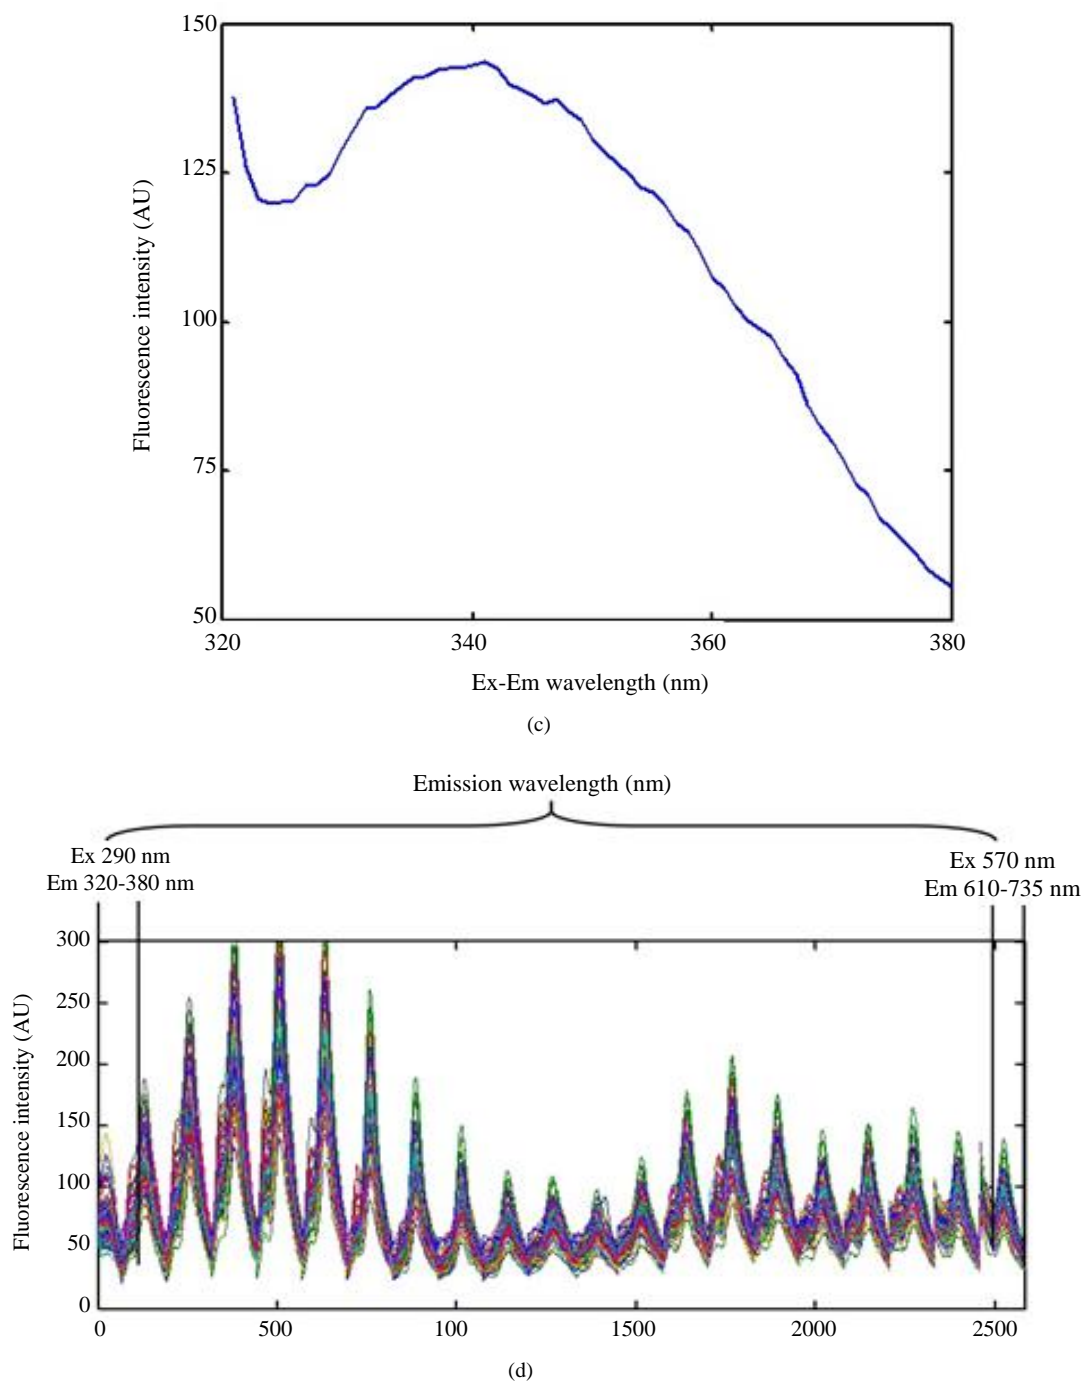 150
125
100
75
50
Fluorescence intensity (AU)
320 340 360 380
Ex-Em wavelength (nm)
(c)
Emission wavelength (nm)
Ex 290 nm
Em 320-380 nm
Ex 570 nm
Em 610-735 nm
300
250
200
150
100
50
0
Fluorescence intensity (AU)
0 500 100 1500 2000 2500
(d)